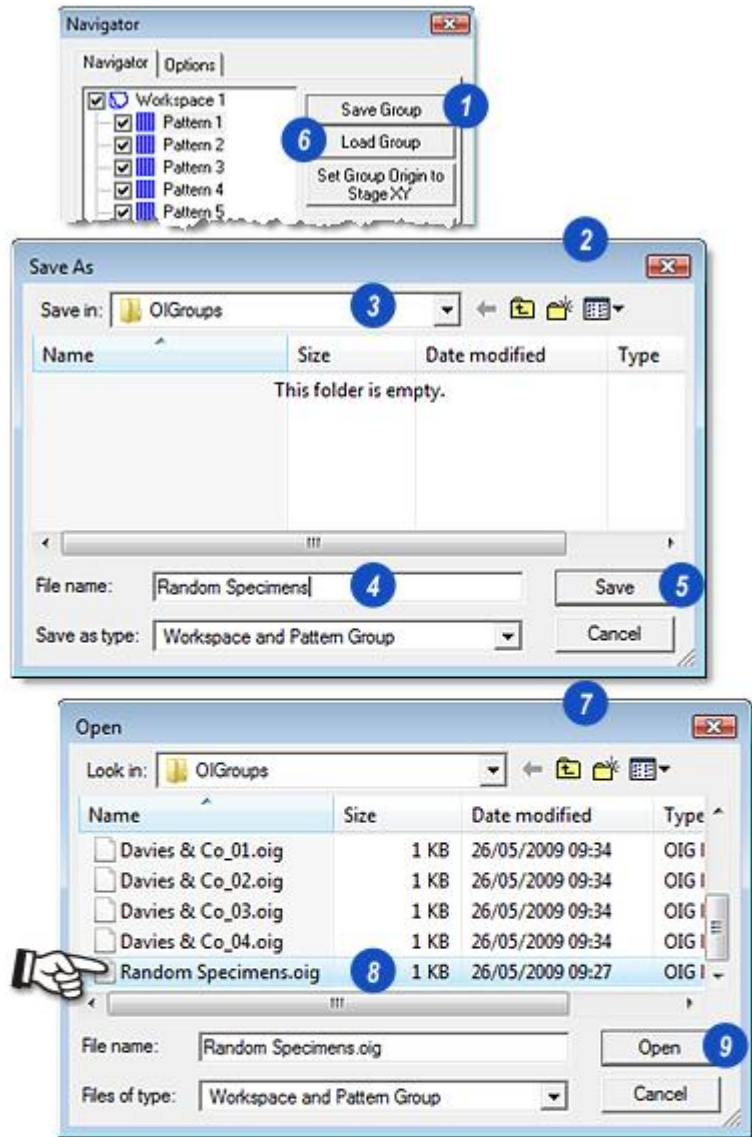 Navigator
Navigator Options
Workspace 1
Save Group 1
Pattern 1
Pattern 2
6 Load Group
Pattern 3
Set Group Origin to
Pattern 4
Stage XY
Pattern 5
2
Save As
Save in: OIGroups 3
Name Size Date modified Type
This folder is empty.
File name: Random Specimens 4 Save 5
Save as type: Workspace and Pattern Group Cancel
7
Open
Look in: OIGroups
Name Size Date modified Type
Davies & Co_01.oig 1 KB 26/05/2009 09:34 OIG
Davies & Co_02.oig 1 KB 26/05/2009 09:34 OIG
Davies & Co_03.oig 1 KB 26/05/2009 09:34 OIG
Davies & Co_04.oig 1 KB 26/05/2009 09:34 OIG
Random Specimens.oig 8 1 KB 26/05/2009 09:27 OIG
File name: Random Specimens.oig Open 9
Files of type: Workspace and Pattern Group Cancel